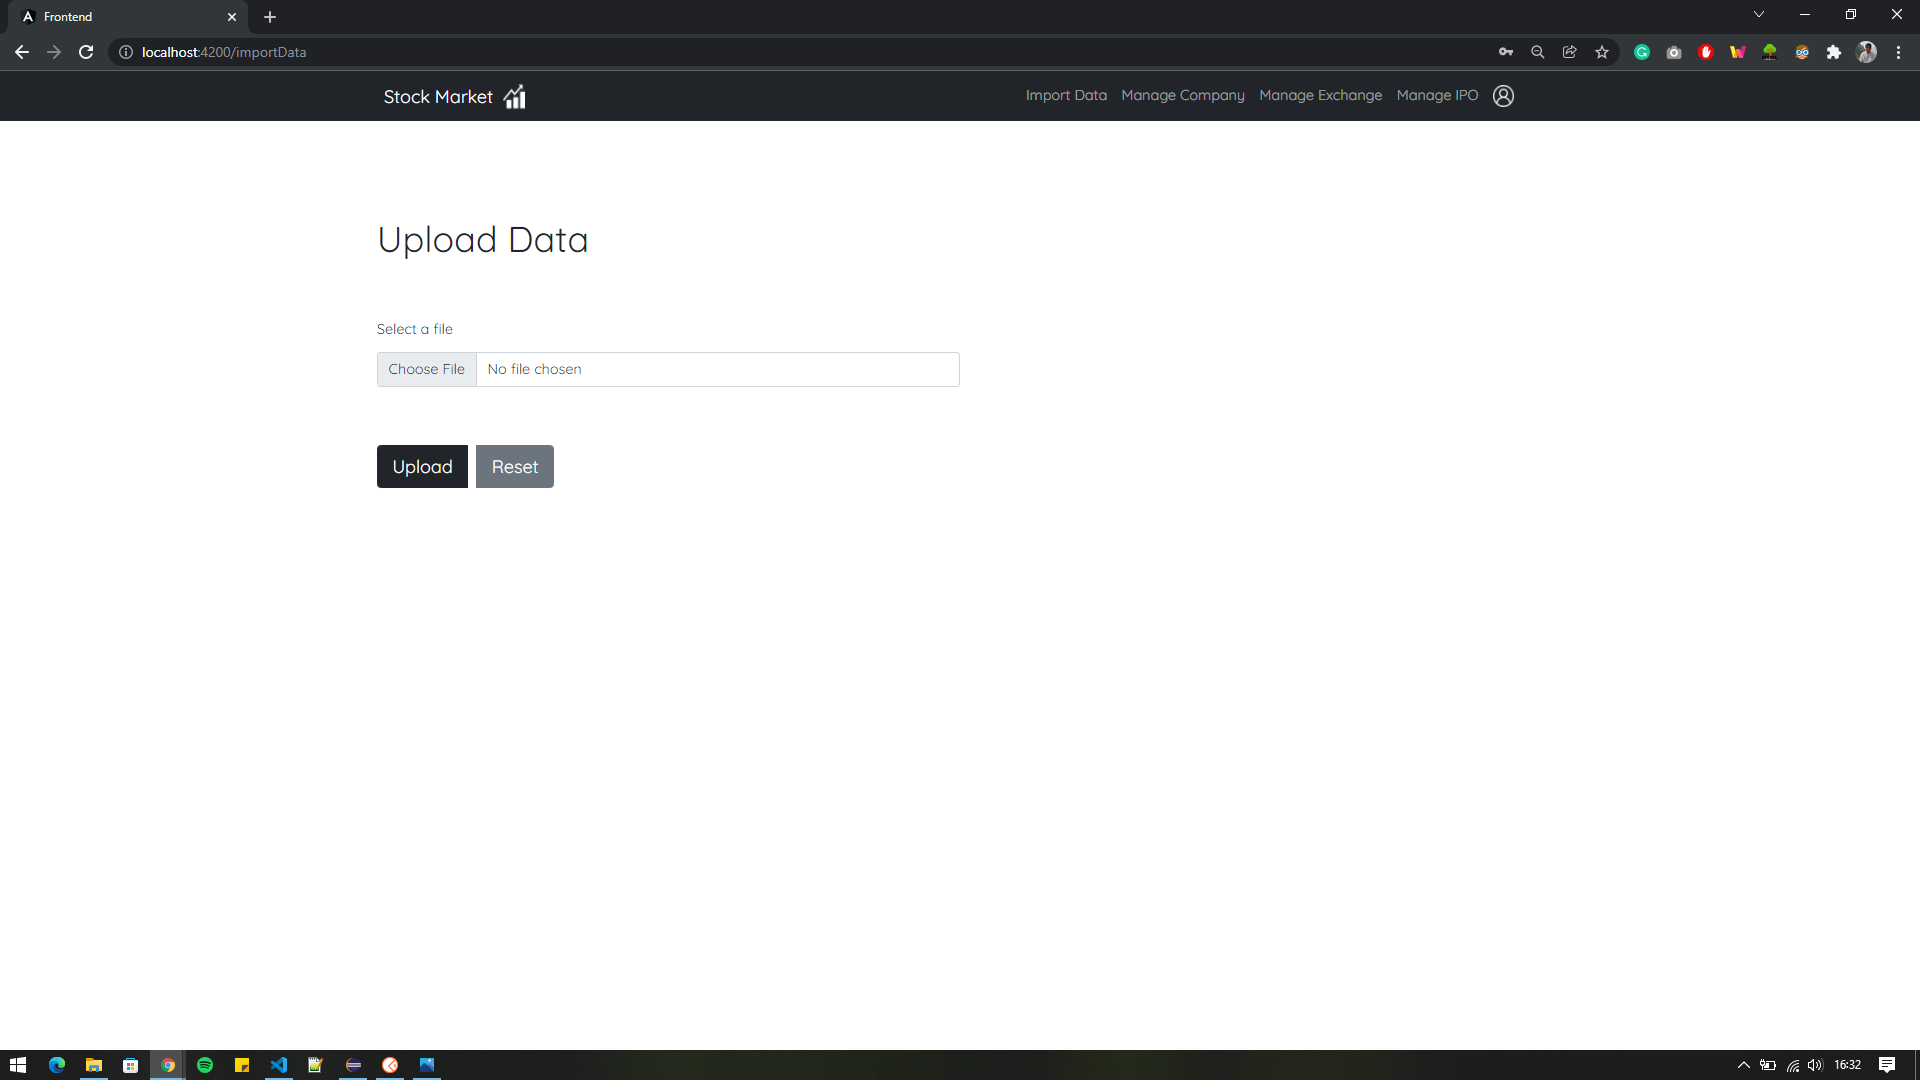 Frontend
localhost:4200/importData
Stock Market
Import Data Manage Company Manage Exchange Manage IPO
Upload Data
Select a file
Choose File No file chosen
Upload Reset
16:32